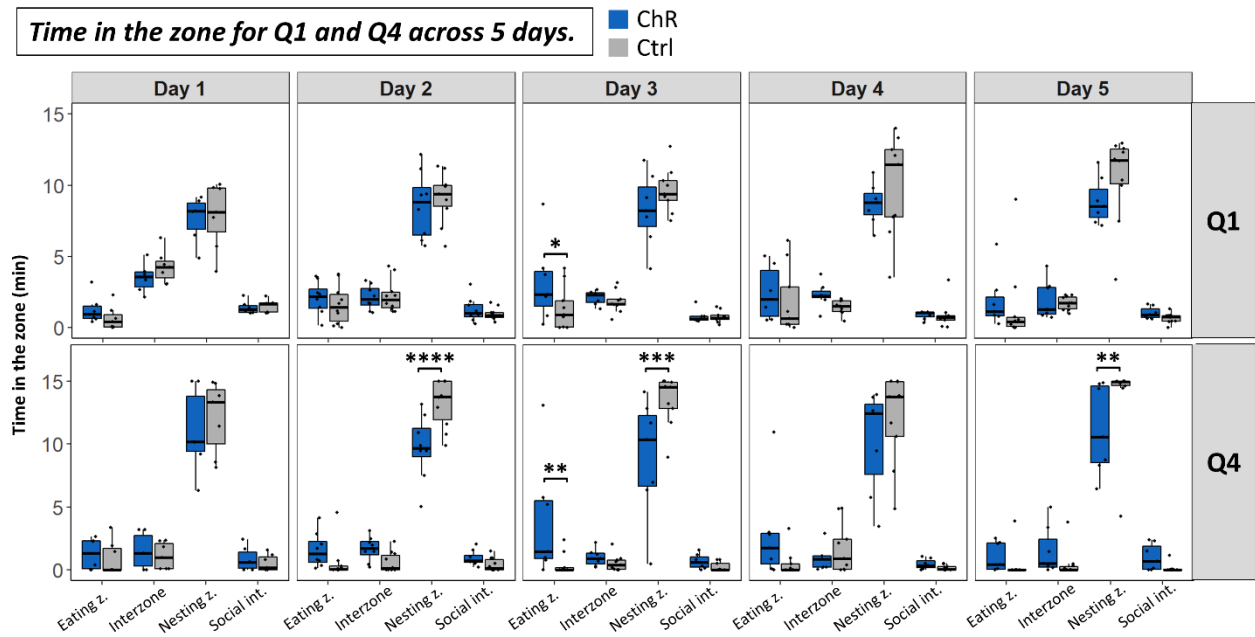 Time in the zone for Q1 and Q4 across 5 days.
ChR
Ctrl
Day 1 Day 2 Day 3 Day 4 Day 5
Time in the zone (min)
15
10
5
0
*
Q1
15
10
5
0
**** ** *** **
Q4
Eating z. Interzone Nesting z. Social int. Eating z. Interzone Nesting z. Social int. Eating z. Interzone Nesting z. Social int. Eating z. Interzone Nesting z. Social int. Eating z. Interzone Nesting z. Social int.